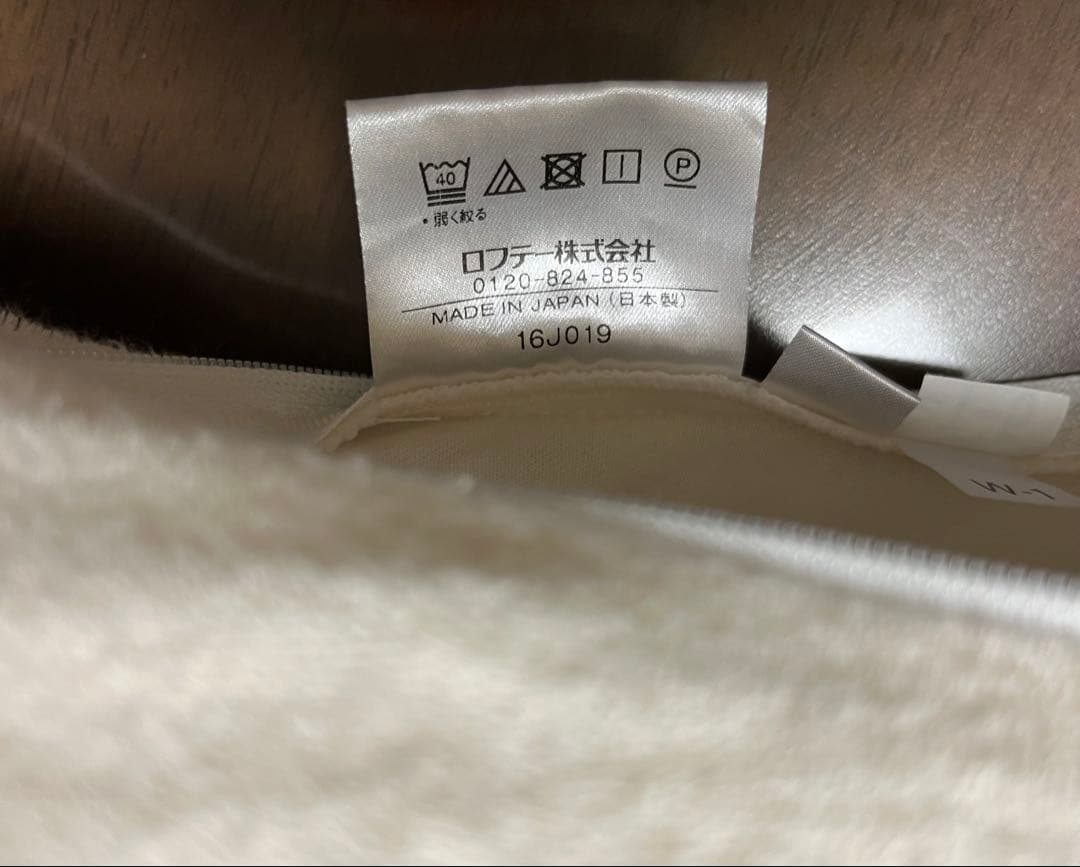 40
P
・弱く絞る
ロフテー株式会社
0120-824-855
MADE IN JAPAN (日本製)
16J019
W-1